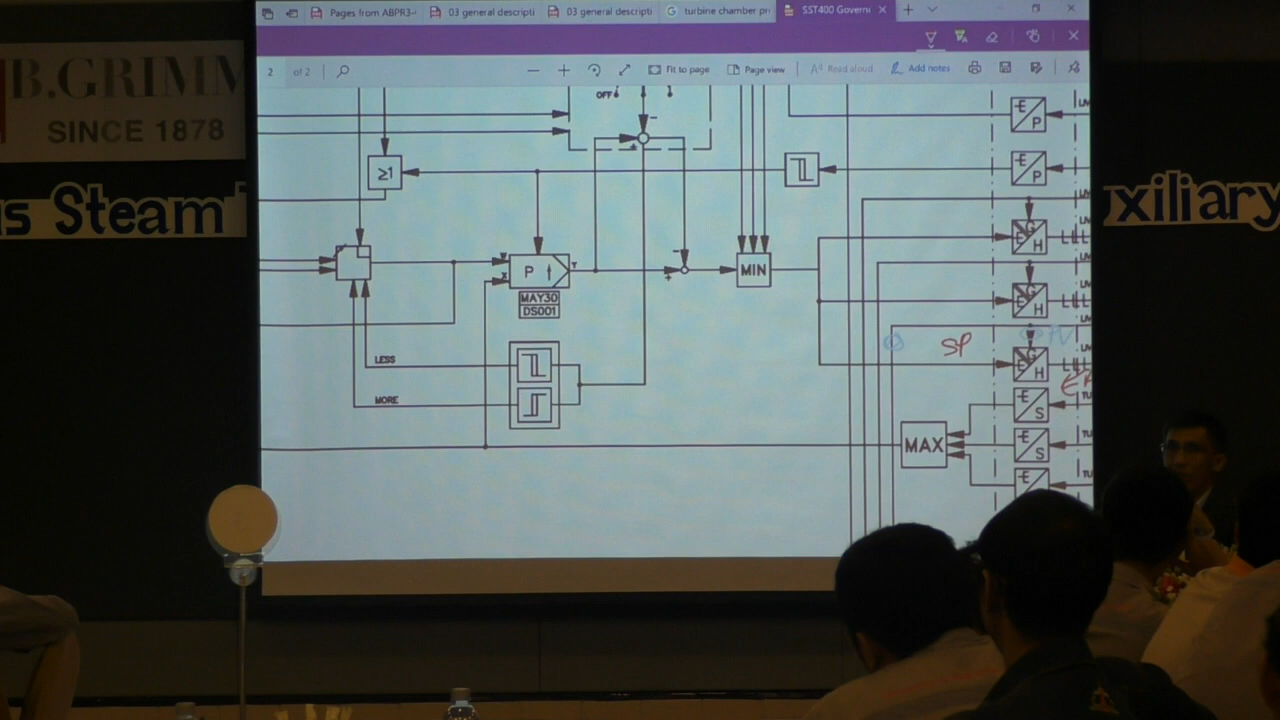 Pages from ABPR3-
03 general descripti
03 general descripti
turbine chamber pr
SST400 Govern
2 of 2
Fit to page
Page view
Read aloud
Add notes
B.GRIMM
SINCE 1878
s Steam
uxiliary
OFF
E/P
≥1
E/P
E G H
P
T
MIN
MAY30
DS001
E G H
SP
LESS
E G H
MORE
E/S
MAX
E/S
E